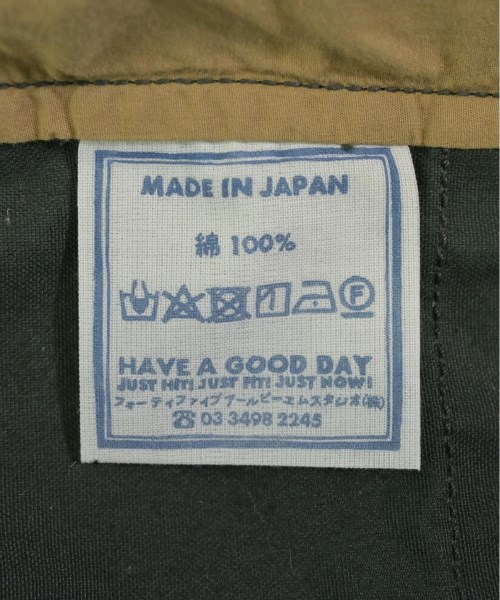 MADE IN JAPAN
綿 100%
F
HAVE A GOOD DAY
JUST HIT! JUST FIT! JUST NOW!
フォーティファイブアールピーエムスタジオ(株)
☎ 03 3498 2245